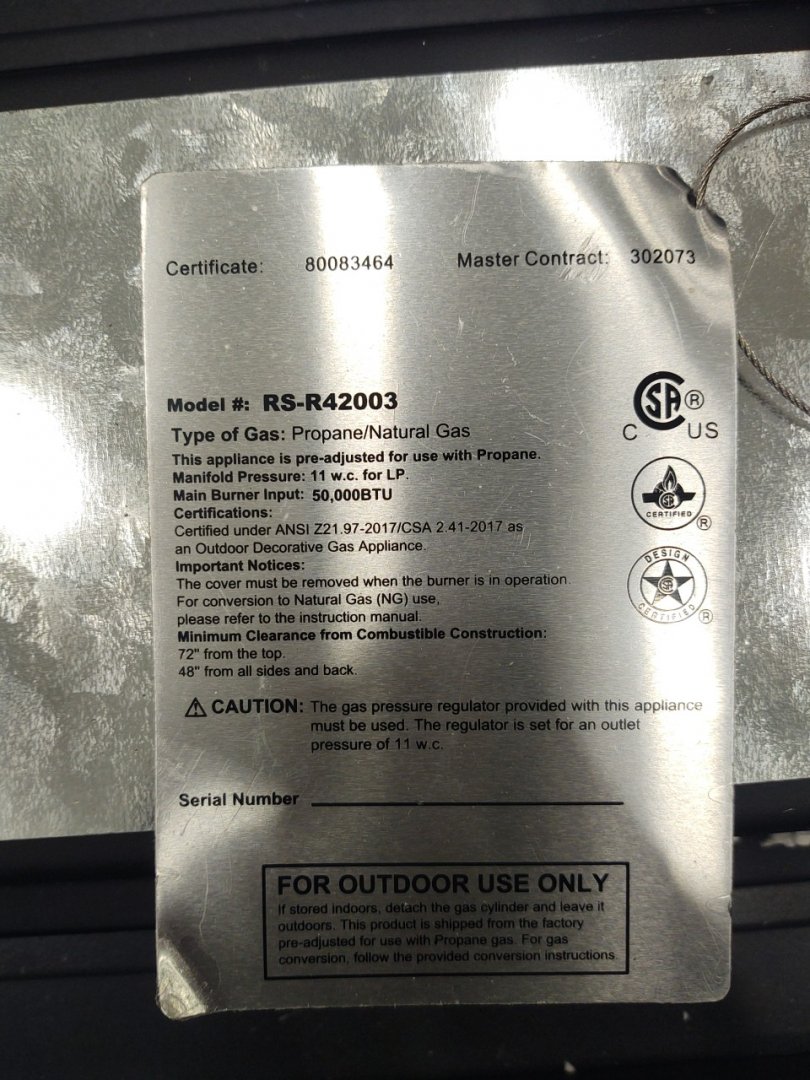 Certificate: 80083464 Master Contract: 302073
Model #: RS-R42003
Type of Gas: Propane/Natural Gas
This appliance is pre-adjusted for use with Propane.
Manifold Pressure: 11 w.c. for LP.
Main Burner Input: 50,000BTU
Certifications:
Certified under ANSI Z21.97-2017/CSA 2.41-2017 as
an Outdoor Decorative Gas Appliance.
Important Notices:
The cover must be removed when the burner is in operation.
For conversion to Natural Gas (NG) use,
please refer to the instruction manual.
Minimum Clearance from Combustible Construction:
72" from the top.
48" from all sides and back.
SA ®
C US
CERTIFIED ®
DESIGN
CERTIFIED ®
⚠ CAUTION: The gas pressure regulator provided with this appliance
must be used. The regulator is set for an outlet
pressure of 11 w.c.
Serial Number
FOR OUTDOOR USE ONLY
If stored indoors, detach the gas cylinder and leave it
outdoors. This product is shipped from the factory
pre-adjusted for use with Propane gas. For gas
conversion, follow the provided conversion instructions.